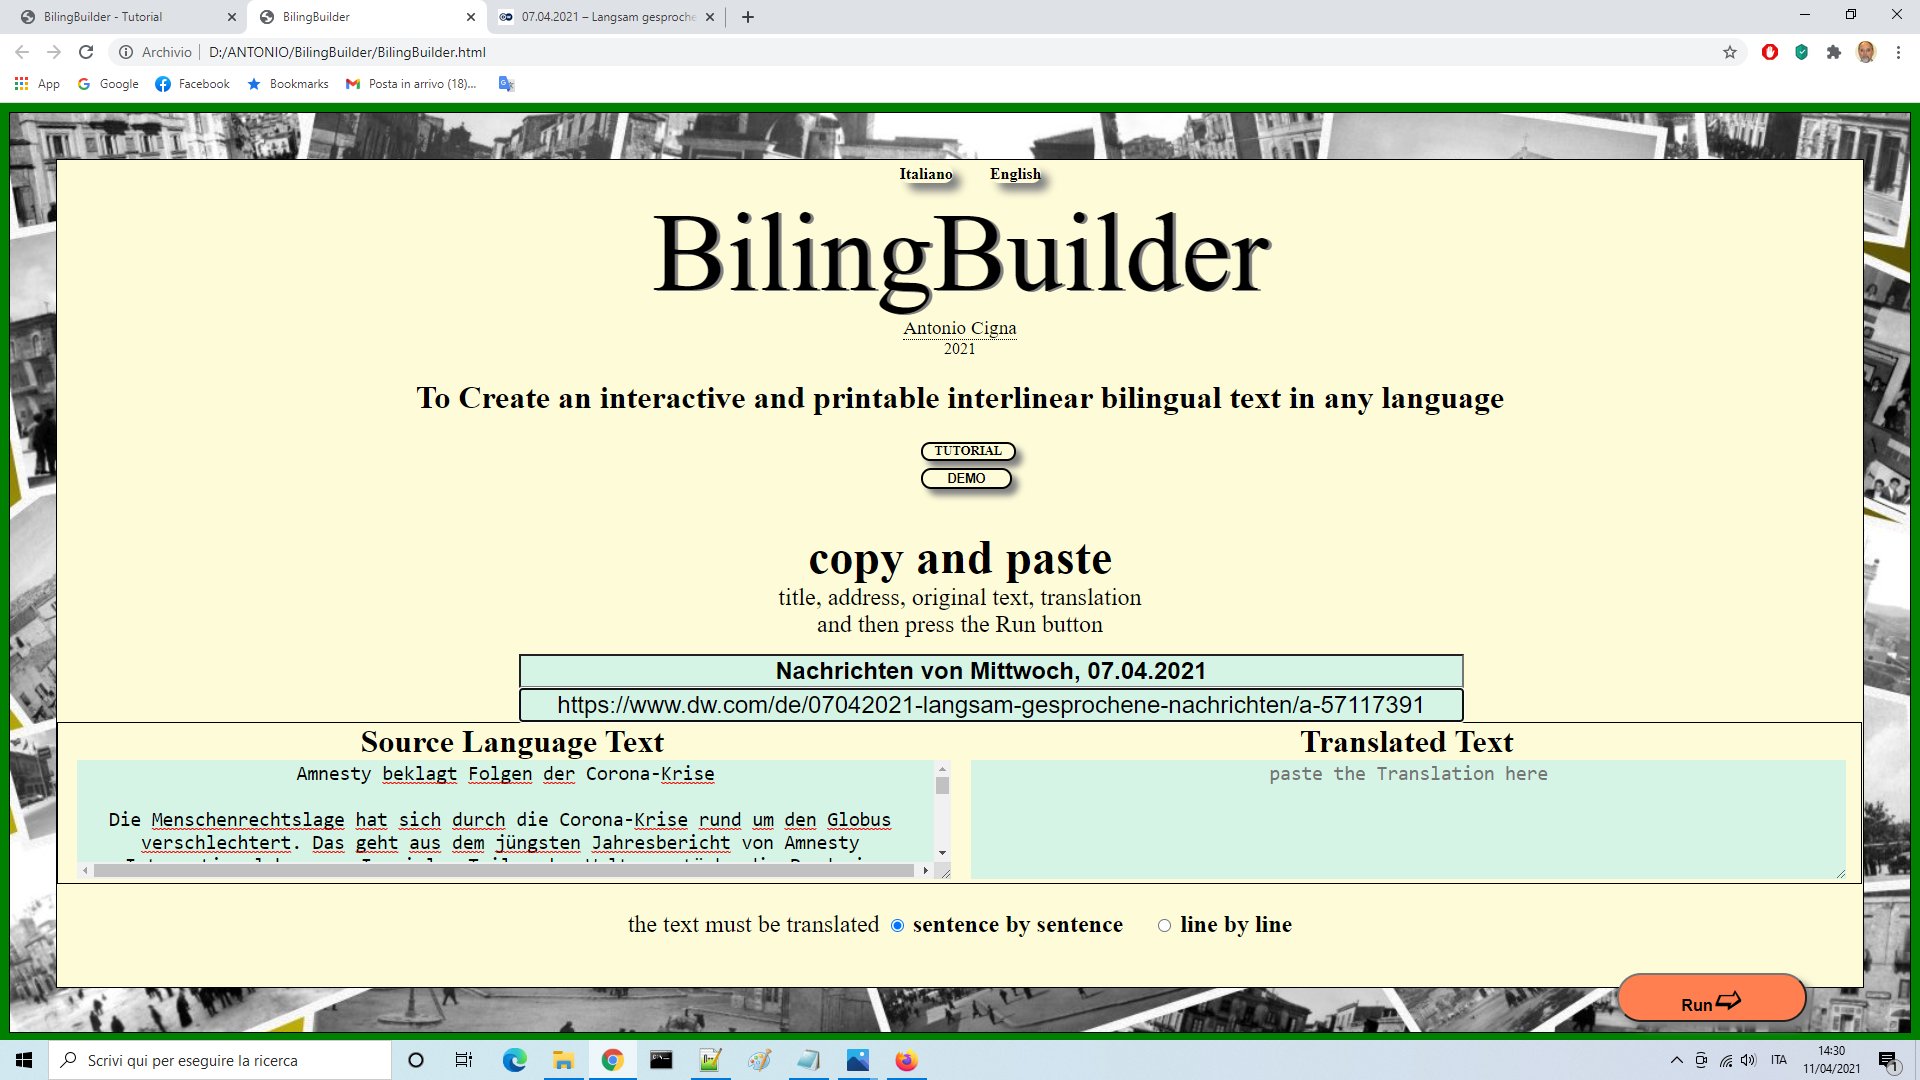 BilingBuilder - Tutorial
BilingBuilder
07.04.2021 – Langsam gesproche
Archivio
D:/ANTONIO/BilingBuilder/BilingBuilder.html
App
Google
Facebook
Bookmarks
Posta in arrivo (18)...
Italiano English
BilingBuilder
Antonio Cigna
2021
To Create an interactive and printable interlinear bilingual text in any language
TUTORIAL
DEMO
copy and paste
title, address, original text, translation
and then press the Run button
Nachrichten von Mittwoch, 07.04.2021
https://www.dw.com/de/07042021-langsam-gesprochene-nachrichten/a-57117391
Source Language Text
Amnesty beklagt Folgen der Corona-Krise
Die Menschenrechtslage hat sich durch die Corona-Krise rund um den Globus
verschlechtert. Das geht aus dem jüngsten Jahresbericht von Amnesty
Translated Text
paste the Translation here
the text must be translated sentence by sentence line by line
Run
Scrivi qui per eseguire la ricerca
ITA
14:30
11/04/2021
1